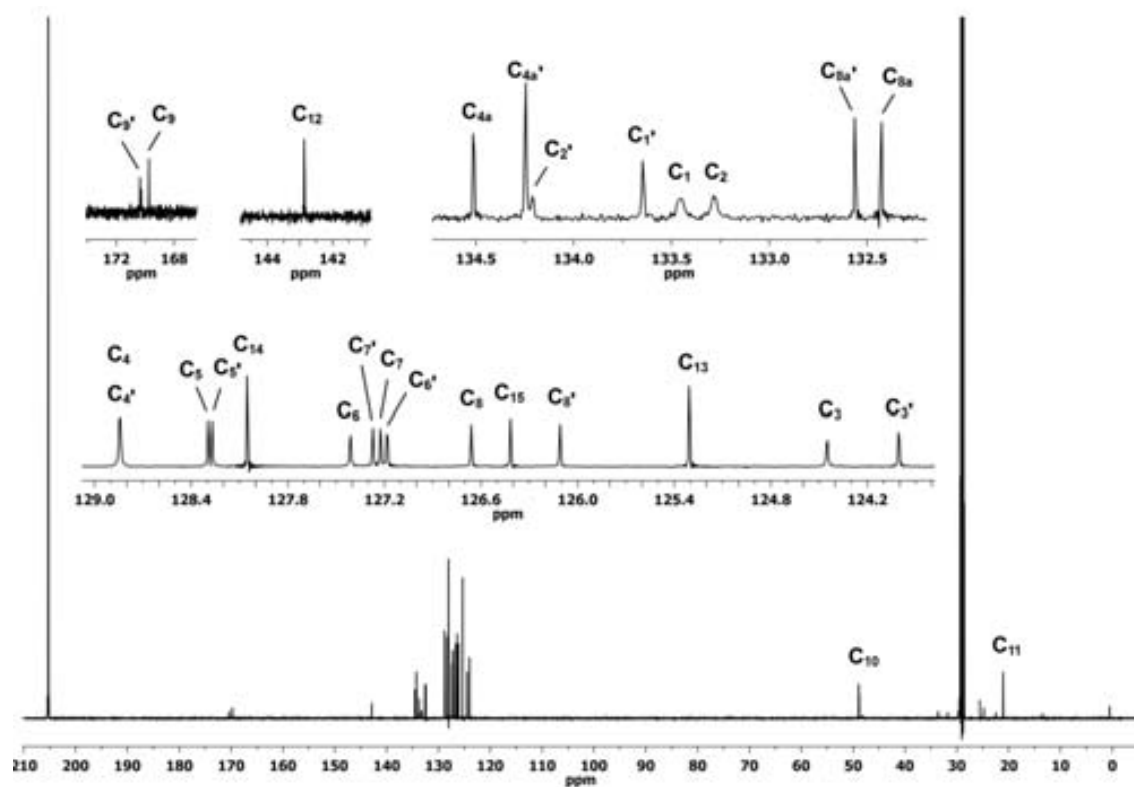 C9' C9 C12 C4a C4a' C2' C1' C1 C2 C8a' C8a
172 168 144 142 134.5 134.0 133.5 133.0 132.5
ppm ppm ppm
C4 C4' C5 C5' C14 C6 C7' C7 C6' C8 C15 C8' C13 C3 C3'
129.0 128.4 127.8 127.2 126.6 126.0 125.4 124.8 124.2
ppm
C10 C11
210 200 190 180 170 160 150 140 130 120 110 100 90 80 70 60 50 40 30 20 10 0
ppm